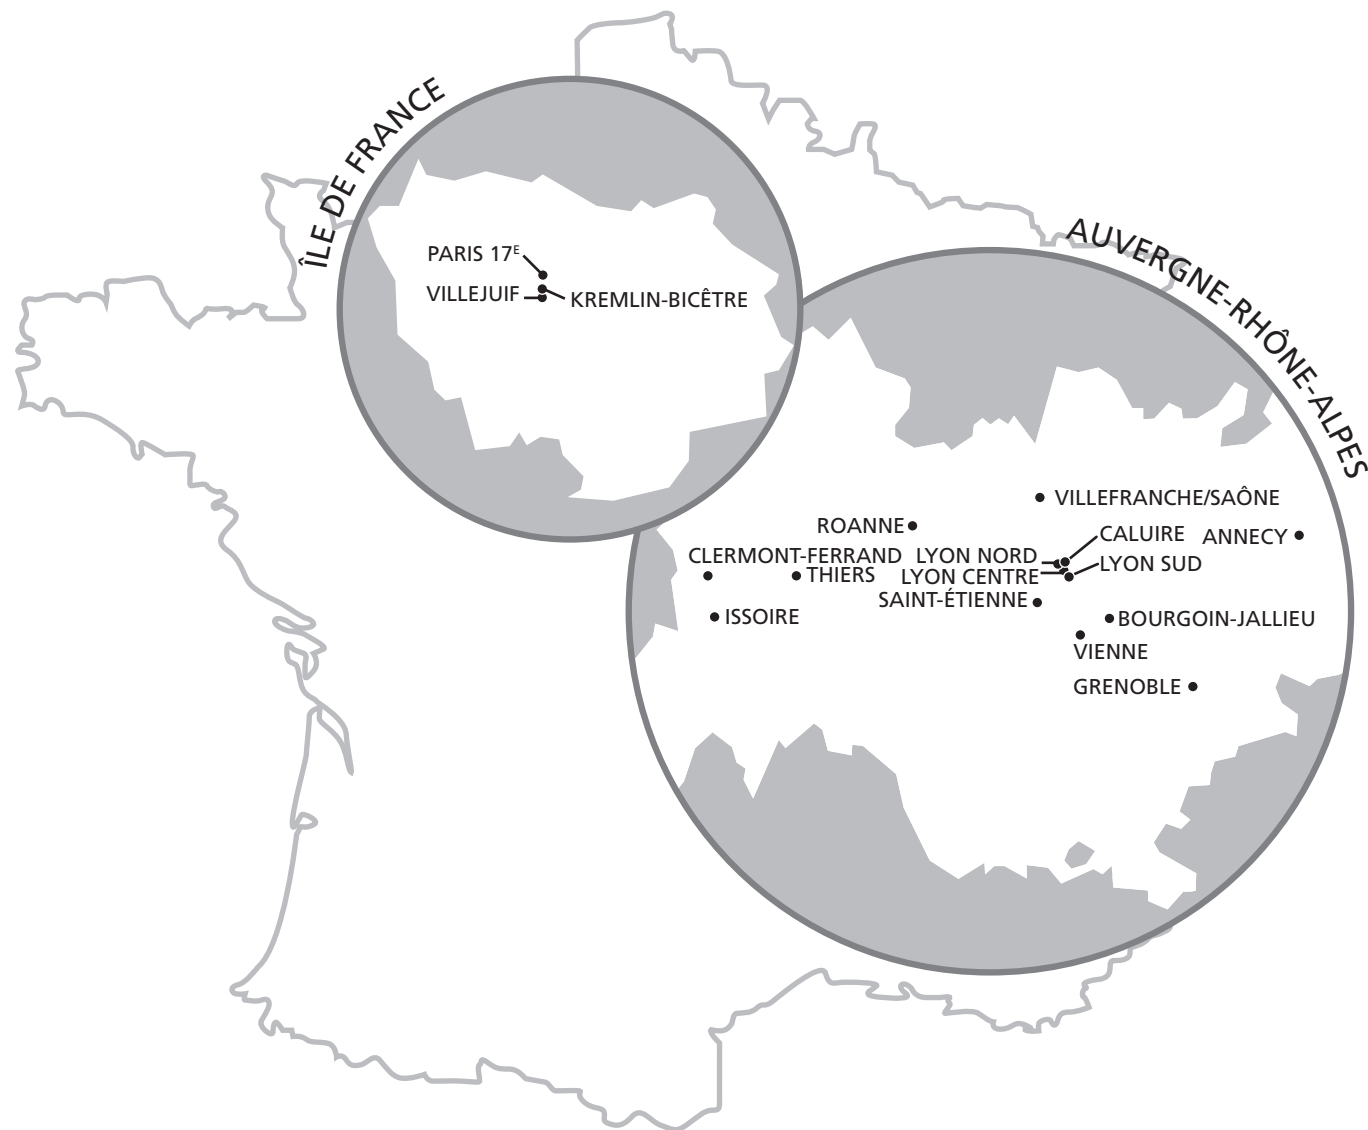 ÎLE DE FRANCE
PARIS 17E
VILLEJUIF
KREMLIN-BICÊTRE
AUVERGNE-RHÔNE-ALPES
VILLEFRANCHE/SAÔNE
ROANNE
CALUIRE
ANNECY
CLERMONT-FERRAND
LYON NORD
LYON SUD
THIERS
LYON CENTRE
SAINT-ÉTIENNE
ISSOIRE
BOURGOIN-JALLIEU
VIENNE
GRENOBLE